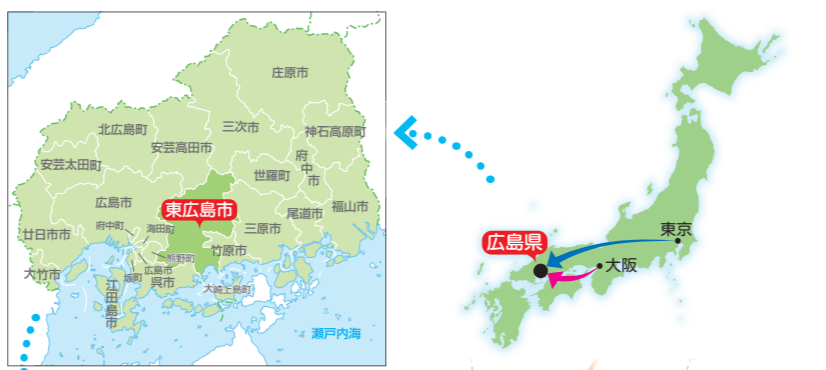 庄原市
北広島町
三次市
神石高原町
安芸高田市
府中市
安芸太田町
世羅町
広島市
東広島市
尾道市
福山市
府中町
海田町
三原市
廿日市市
竹原市
熊野町
大竹市
坂町
広島市
呉市
江田島市
大崎上島町
瀬戸内海
東京
広島県
大阪